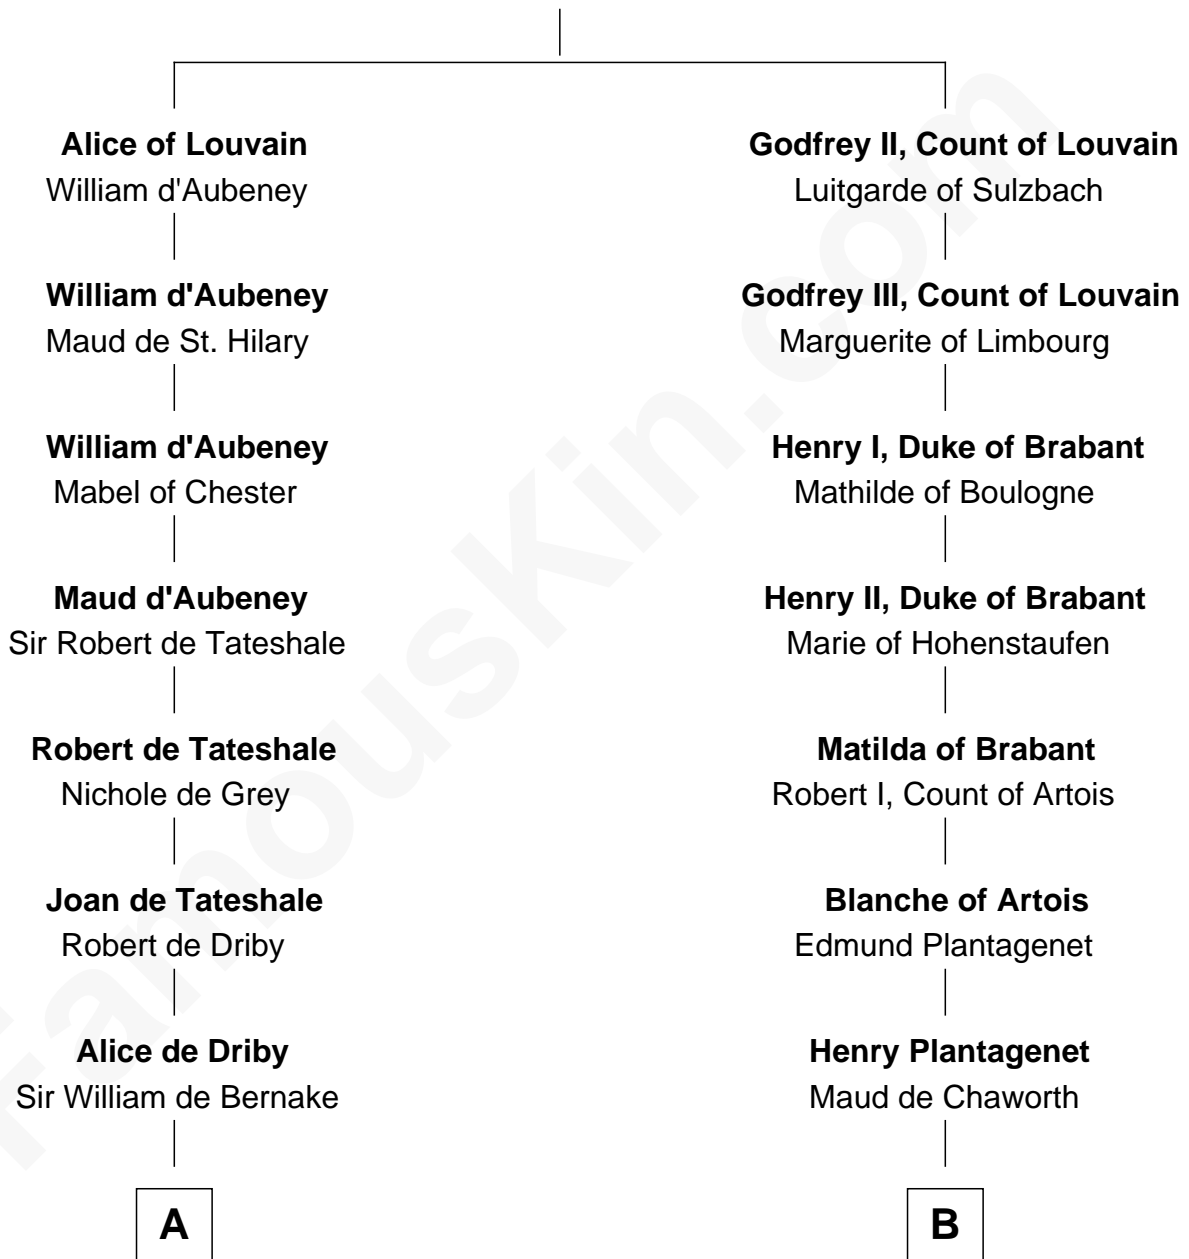 Alice of Louvain
William d'Aubeney
William d'Aubeney
Maud de St. Hilary
William d'Aubeney
Mabel of Chester
Maud d'Aubeney
Sir Robert de Tateshale
Robert de Tateshale
Nichole de Grey
Joan de Tateshale
Robert de Driby
Alice de Driby
Sir William de Bernake
A
Godfrey II, Count of Louvain
Luitgarde of Sulzbach
Godfrey III, Count of Louvain
Marguerite of Limbourg
Henry I, Duke of Brabant
Mathilde of Boulogne
Henry II, Duke of Brabant
Marie of Hohenstaufen
Matilda of Brabant
Robert I, Count of Artois
Blanche of Artois
Edmund Plantagenet
Henry Plantagenet
Maud de Chaworth
B
FamousKin.com